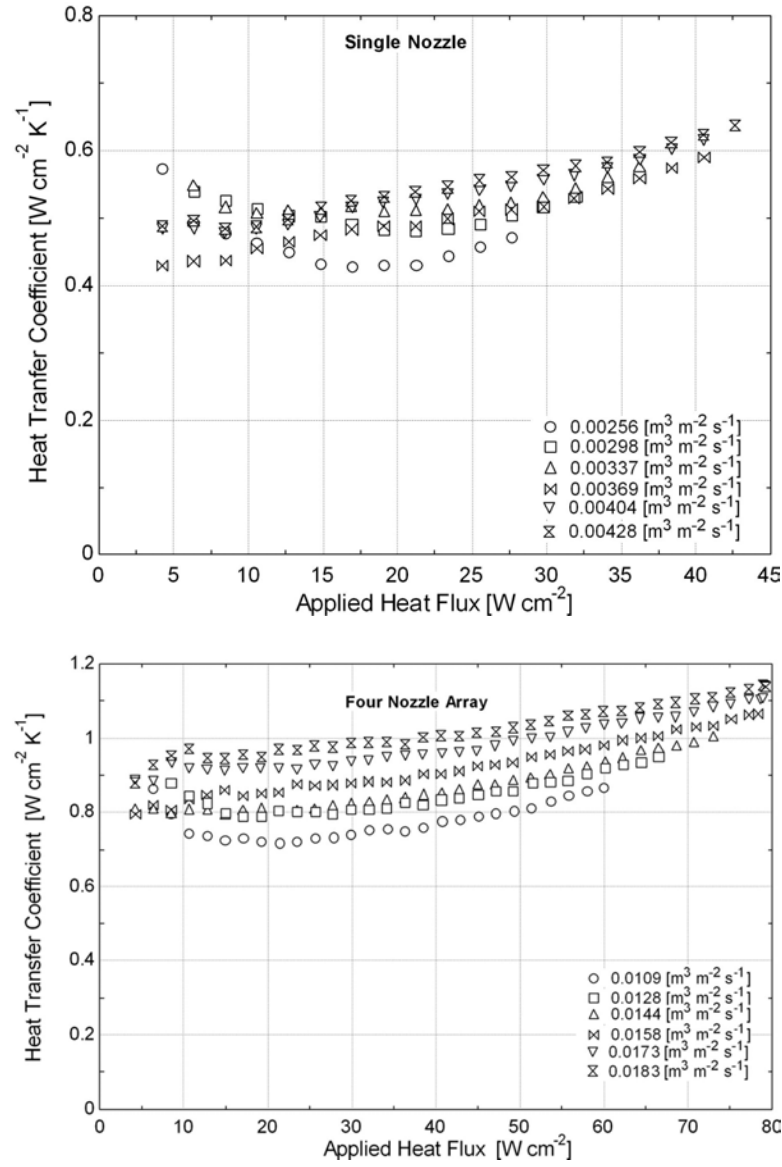 Single Nozzle
Heat Tranfer Coefficient [W cm⁻² K⁻¹]
0.8
0.6
0.4
0.2
0
0.00256 [m³ m⁻² s⁻¹]
0.00298 [m³ m⁻² s⁻¹]
0.00337 [m³ m⁻² s⁻¹]
0.00369 [m³ m⁻² s⁻¹]
0.00404 [m³ m⁻² s⁻¹]
0.00428 [m³ m⁻² s⁻¹]
0 5 10 15 20 25 30 35 40 45
Applied Heat Flux [W cm⁻²]
Four Nozzle Array
Heat Transfer Coefficient [W cm⁻² K⁻¹]
1.2
1
0.8
0.6
0.4
0.2
0
0.0109 [m³ m⁻² s⁻¹]
0.0128 [m³ m⁻² s⁻¹]
0.0144 [m³ m⁻² s⁻¹]
0.0158 [m³ m⁻² s⁻¹]
0.0173 [m³ m⁻² s⁻¹]
0.0183 [m³ m⁻² s⁻¹]
0 10 20 30 40 50 60 70 80
Applied Heat Flux [W cm⁻²]